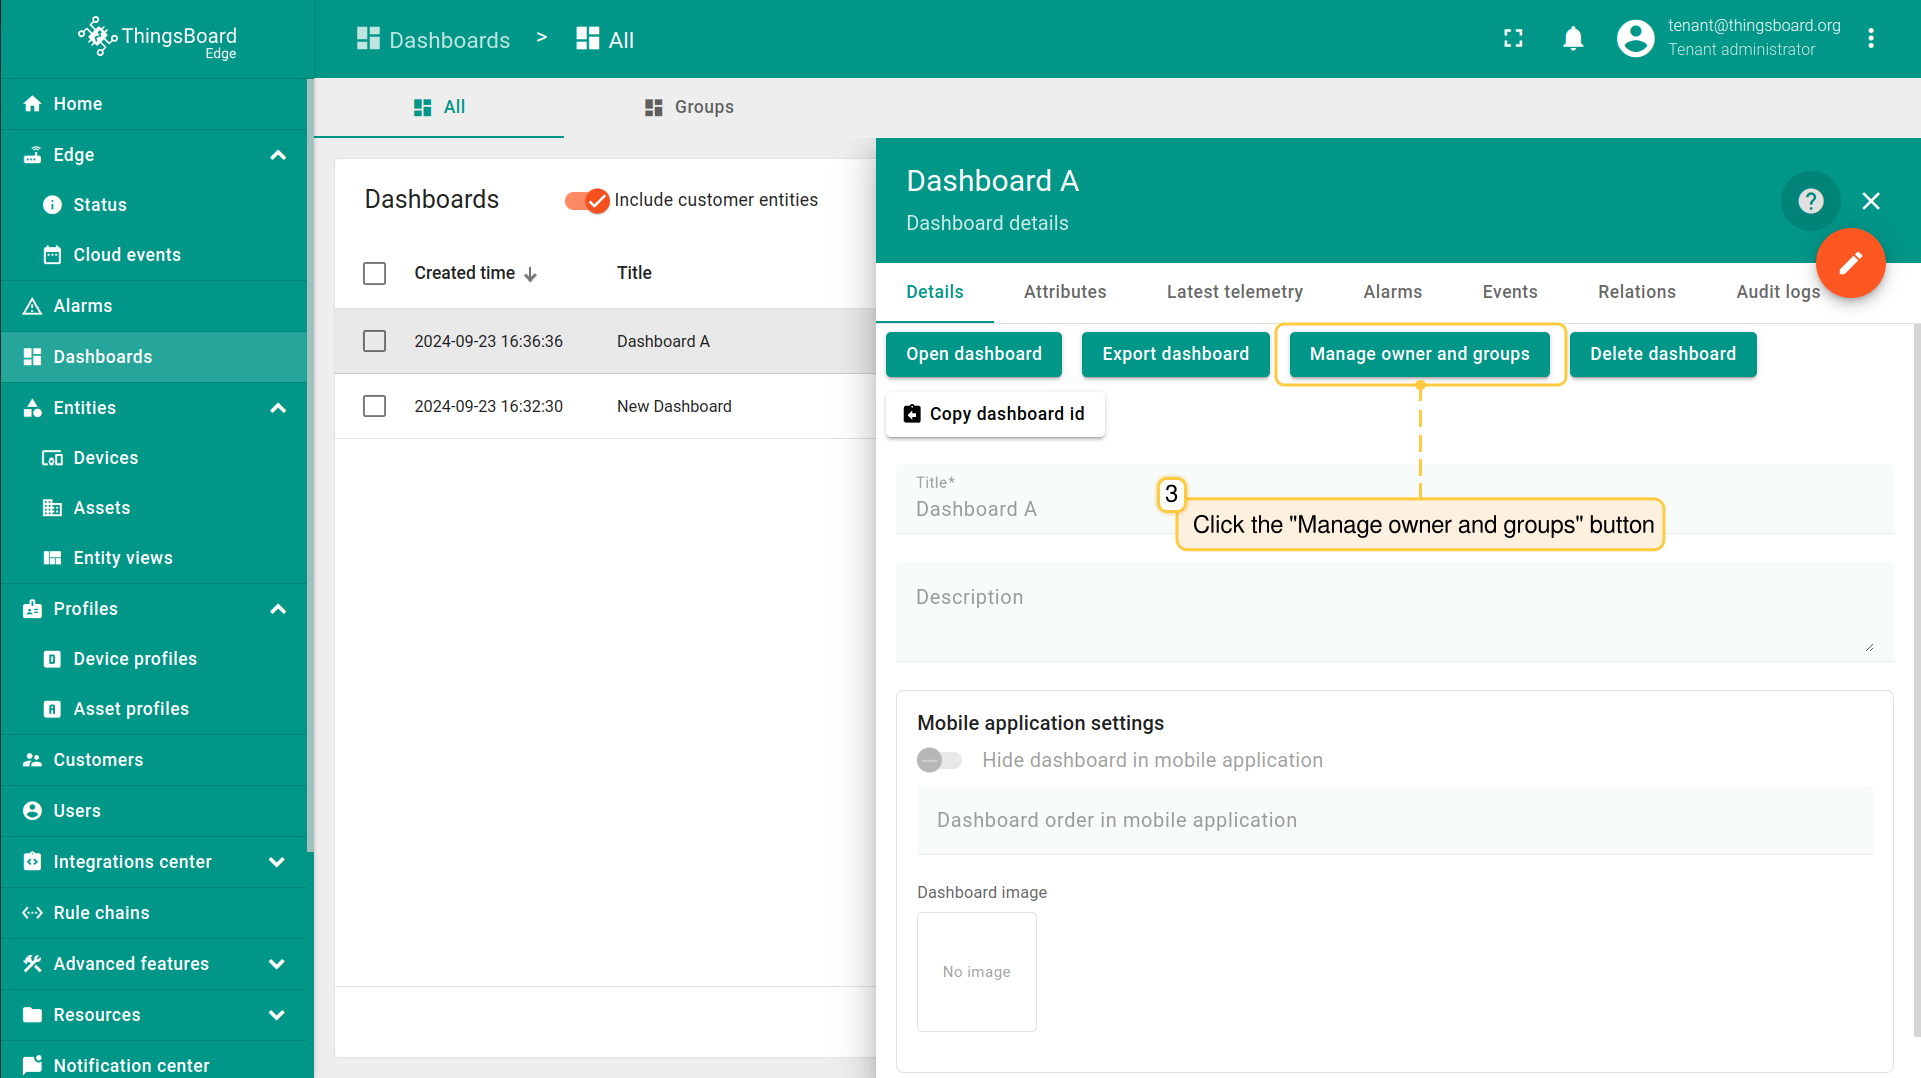 ThingsBoard
Edge
Dashboards > All
tenant@thingsboard.org
Tenant administrator
Home
Edge
Status
Cloud events
Alarms
Dashboards
Entities
Devices
Assets
Entity views
Profiles
Device profiles
Asset profiles
Customers
Users
Integrations center
Rule chains
Advanced features
Resources
Notification center
All Groups
Dashboards Include customer entities
Created time Title
2024-09-23 16:36:36 Dashboard A
2024-09-23 16:32:30 New Dashboard
Dashboard A
Dashboard details
Details Attributes Latest telemetry Alarms Events Relations Audit logs
Open dashboard Export dashboard Manage owner and groups Delete dashboard
Copy dashboard id
Title*
Dashboard A
3
Click the "Manage owner and groups" button
Description
Mobile application settings
Hide dashboard in mobile application
Dashboard order in mobile application
Dashboard image
No image